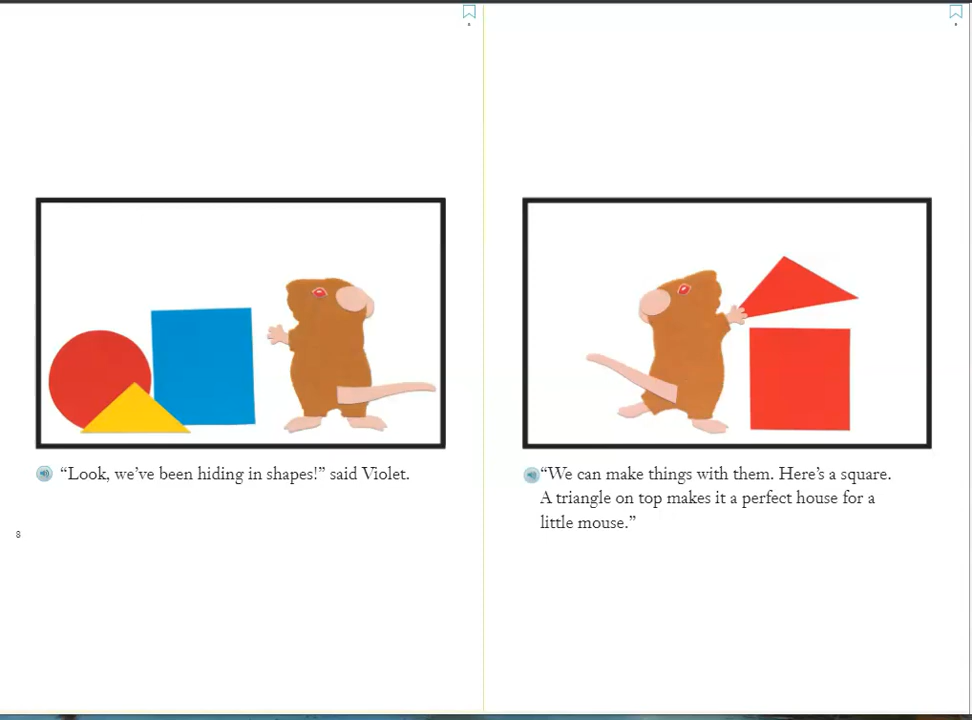 “Look, we’ve been hiding in shapes!” said Violet.
8
“We can make things with them. Here’s a square.
A triangle on top makes it a perfect house for a
little mouse.”